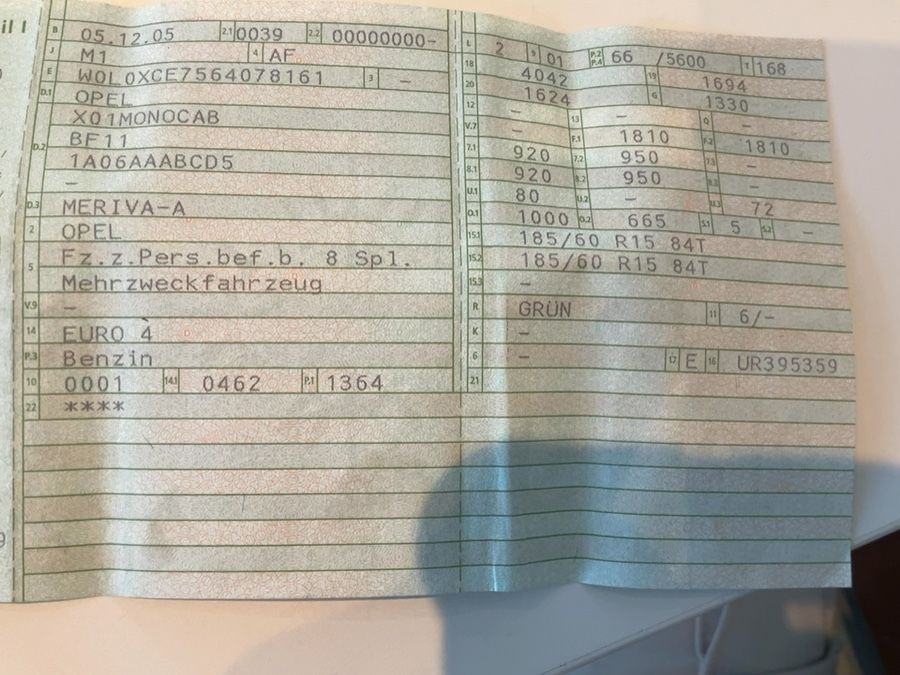 il I
B 05.12.05 2.1 0039 2.2 00000000-
J M1 4 AF
E W0L0XCE7564078161 3 -
D.1 OPEL
X01MONOCAB
D.2 BF11
1A06AAABCD5
-
D.3 MERIVA-A
2 OPEL
5 Fz.z.Pers.bef.b. 8 Spl.
Mehrzweckfahrzeug
V.9 -
14 EURO 4
P.3 Benzin
10 0001 14.1 0462 P.1 1364
22 ****
L 2 9 01 P.2 P.4 66 /5600 T 168
18 4042 19 1694
20 1624 G 1330
12 - 13 - Q -
V.7 - F.1 1810 F.2 1810
7.1 920 7.2 950 7.3 -
8.1 920 8.2 950 8.3 -
U.1 80 U.2 - U.3 72
O.1 1000 O.2 665 S.1 5 S.2 -
15.1 185/60 R15 84T
15.2 185/60 R15 84T
15.3 -
R GRÜN 11 6/-
K -
6 - 17 E 16 UR395359
21